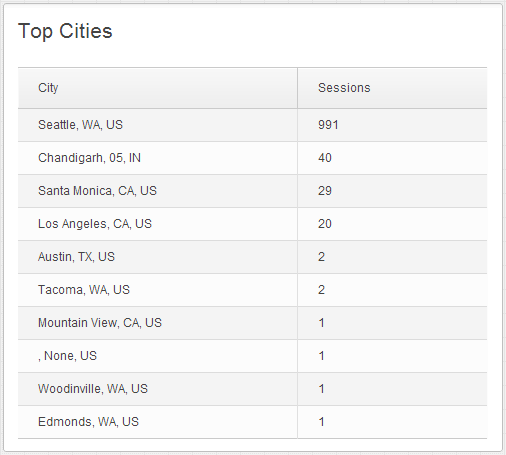 Top Cities
City Sessions
Seattle, WA, US 991
Chandigarh, 05, IN 40
Santa Monica, CA, US 29
Los Angeles, CA, US 20
Austin, TX, US 2
Tacoma, WA, US 2
Mountain View, CA, US 1
, None, US 1
Woodinville, WA, US 1
Edmonds, WA, US 1